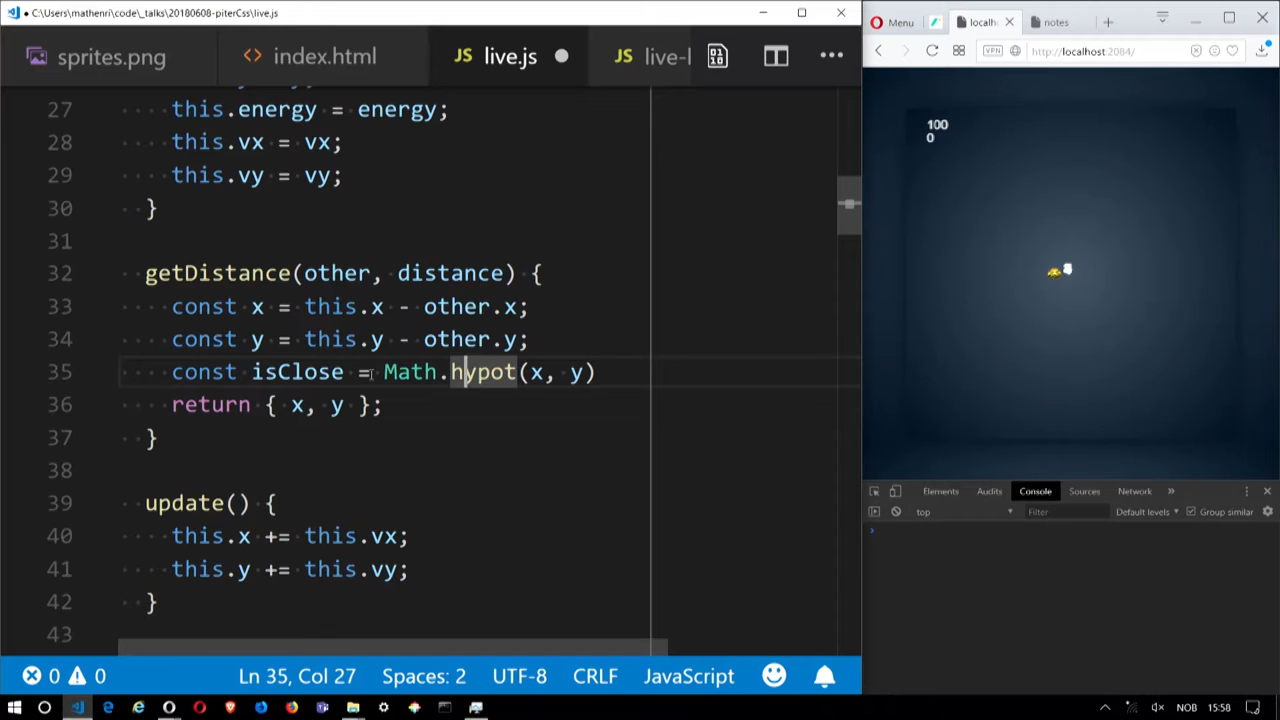 C:\Users\mathenri\code\_talks\20180608-piterCss\live.js
sprites.png
index.html
JS live.js
JS live-l
27 this.energy = energy;
28 this.vx = vx;
29 this.vy = vy;
30 }
31
32 getDistance(other, distance) {
33 const x = this.x - other.x;
34 const y = this.y - other.y;
35 const isClose = Math.hypot(x, y)
36 return { x, y };
37 }
38
39 update() {
40 this.x += this.vx;
41 this.y += this.vy;
42 }
43
0 0 Ln 35, Col 27 Spaces: 2 UTF-8 CRLF JavaScript
Menu localh notes
VPN http://localhost:2084/
100
0
Elements Audits Console Sources Network »
top Filter Default levels Group similar
NOB 15:58